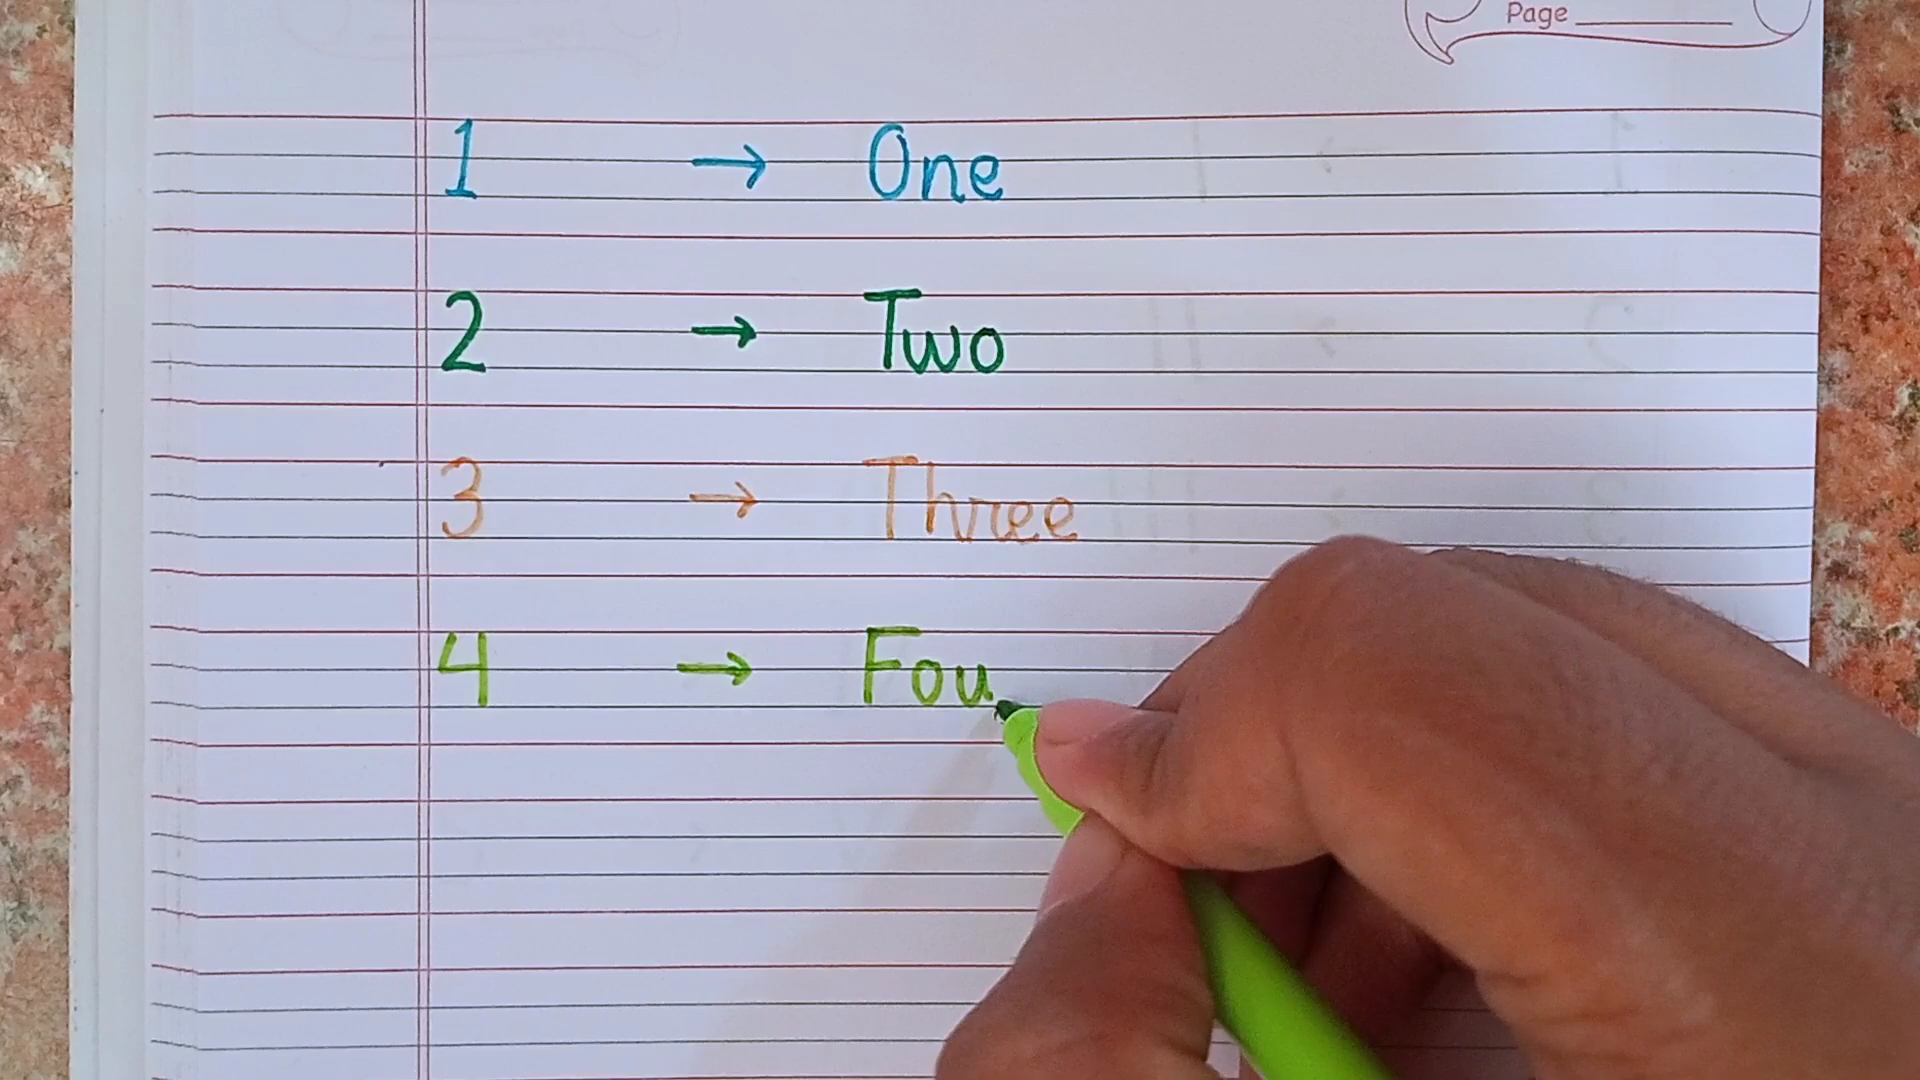 Page
1 → One
2 → Two
3 → Three
4 → Fou